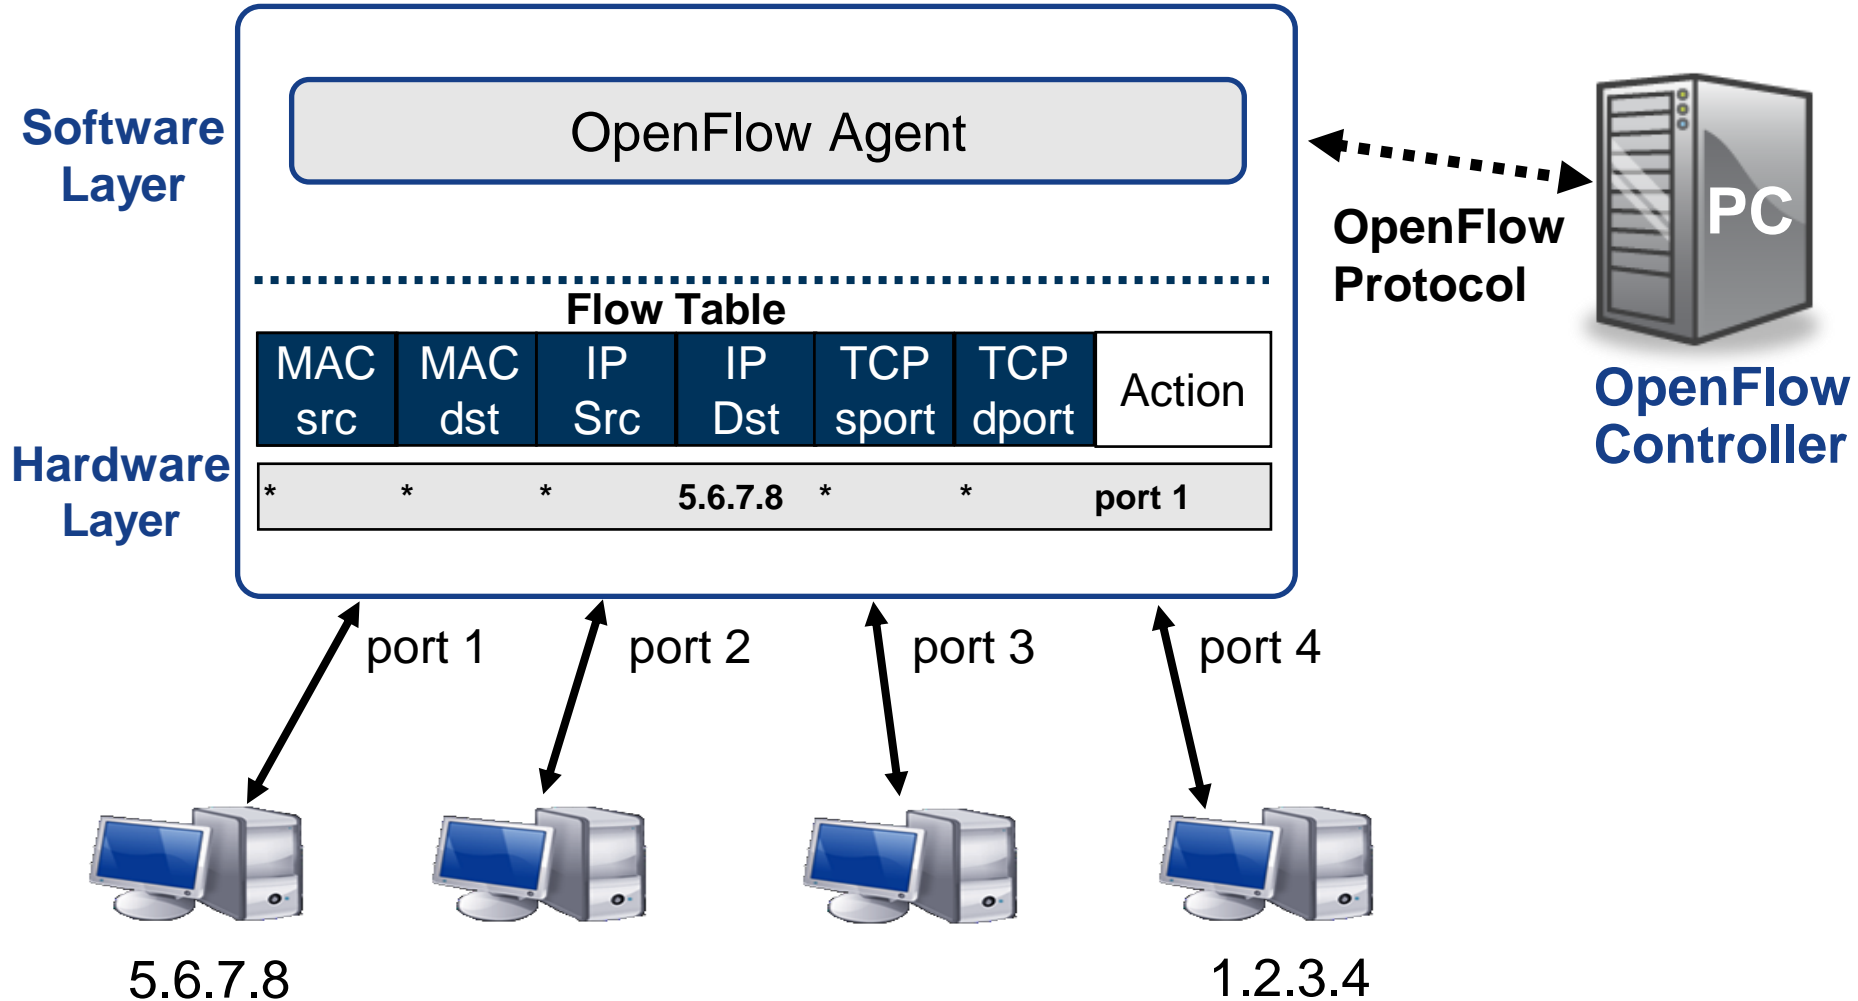 OpenFlow Agent
Software
Layer
PC
OpenFlow
Protocol
Flow Table
MAC src
MAC dst
IP Src
IP Dst
TCP sport
TCP dport
Action
OpenFlow
Controller
Hardware
Layer
* * * 5.6.7.8 * * port 1
port 1
port 2
port 3
port 4
5.6.7.8
1.2.3.4